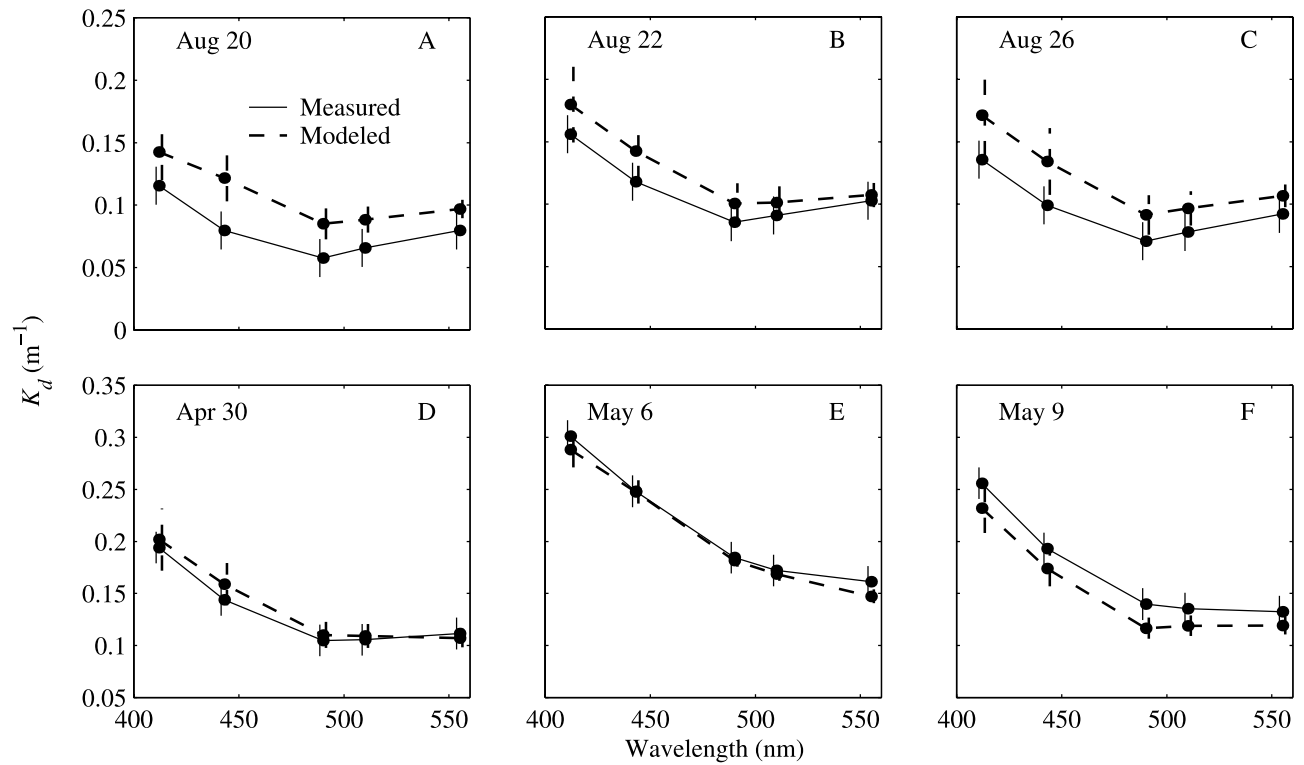 0.25
Aug 20
A
Aug 22
B
Aug 26
C
0.2
Measured
Modeled
0.15
0.1
0.05
0
K_d (m⁻¹)
0.35
Apr 30
D
May 6
E
May 9
F
0.3
0.25
0.2
0.15
0.1
0.05
400 450 500 550
400 450 500 550
400 450 500 550
Wavelength (nm)